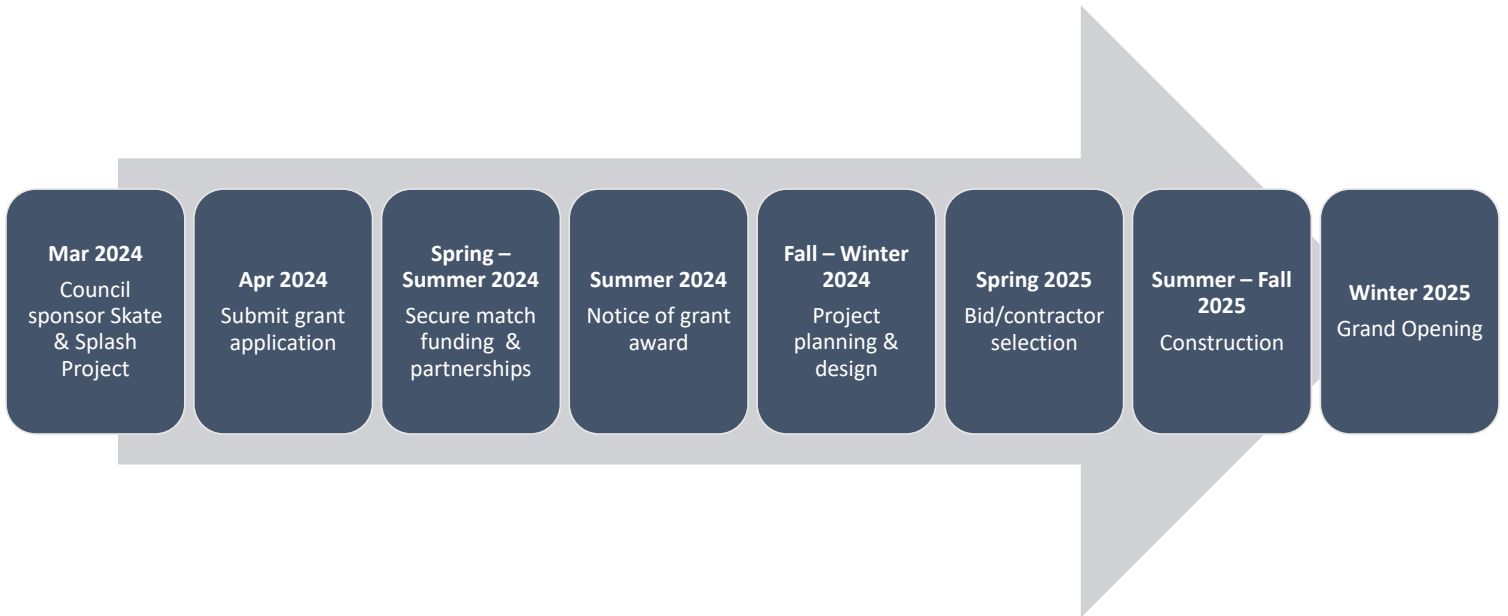 Mar 2024
Council
sponsor Skate
& Splash
Project
Apr 2024
Submit grant
application
Spring –
Summer 2024
Secure match
funding &
partnerships
Summer 2024
Notice of grant
award
Fall – Winter
2024
Project
planning &
design
Spring 2025
Bid/contractor
selection
Summer – Fall
2025
Construction
Winter 2025
Grand Opening